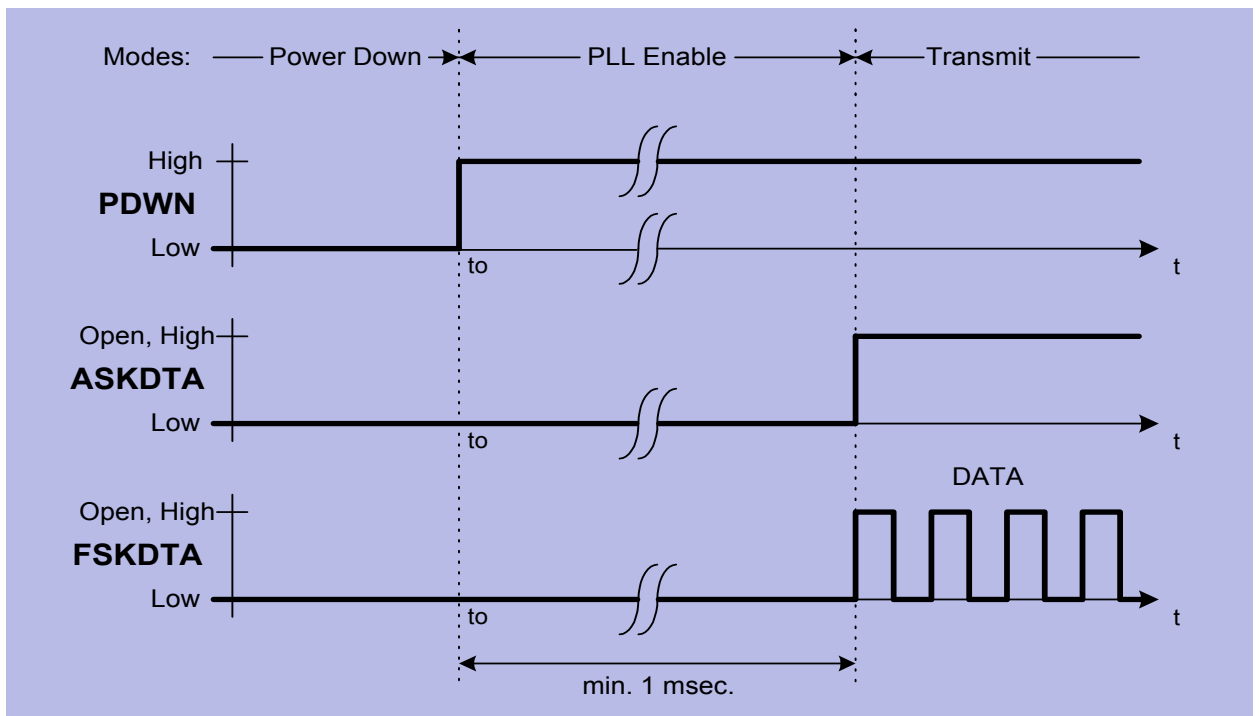 Modes: Power Down PLL Enable Transmit
High
PDWN
Low
to
t
Open, High
ASKDTA
Low
to
t
DATA
Open, High
FSKDTA
Low
to
t
min. 1 msec.